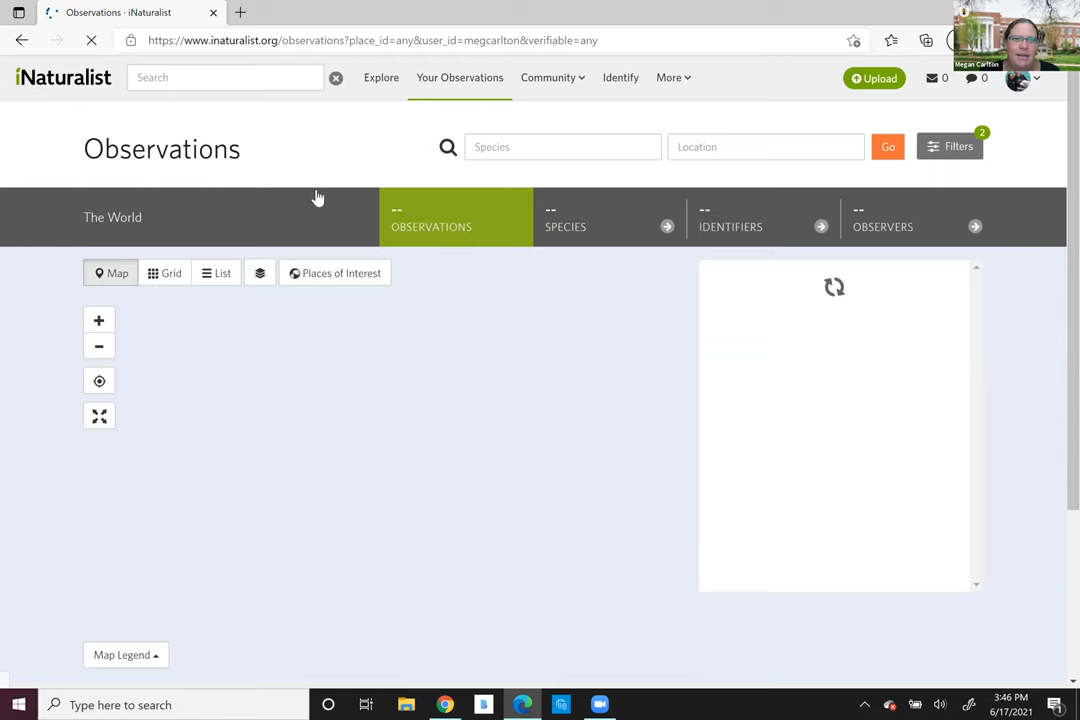 Observations · iNaturalist
https://www.inaturalist.org/observations?place_id=any&user_id=megcarlton&verifiable=any
Megan Carlton
iNaturalist
Search
Explore
Your Observations
Community
Identify
More
Upload
0
0
Observations
Species
Location
Go
Filters
2
The World
--
OBSERVATIONS
--
SPECIES
--
IDENTIFIERS
--
OBSERVERS
Map
Grid
List
Places of Interest
+
−
Map Legend
Type here to search
3:46 PM
6/17/2021
1